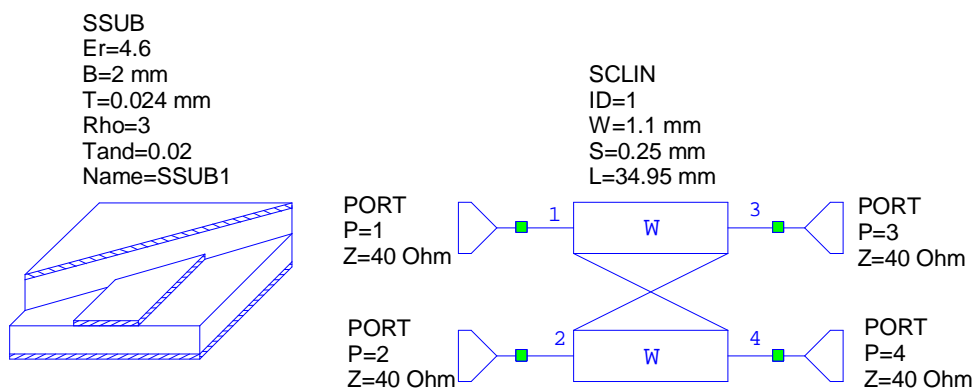 SSUB
Er=4.6
B=2 mm
T=0.024 mm
Rho=3
Tand=0.02
Name=SSUB1
SCLIN
ID=1
W=1.1 mm
S=0.25 mm
L=34.95 mm
PORT
P=1
Z=40 Ohm
1
W
3
PORT
P=3
Z=40 Ohm
PORT
P=2
Z=40 Ohm
2
W
4
PORT
P=4
Z=40 Ohm